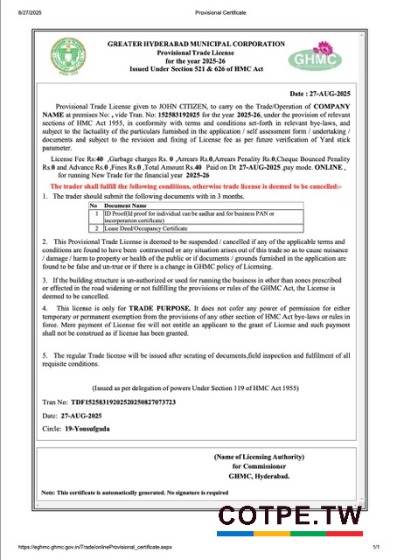 8/27/2025 Provisional Certificate
GREATER HYDERABAD MUNICIPAL CORPORATION
Provisional Trade License
for the year 2025-26
Issued Under Section 521 & 626 of HMC Act
GHMC
Date : 27-AUG-2025
Provisional Trade License given to JOHN CITIZEN, to carry on the Trade/Operation of COMPANY
NAME at premises No: , vide Tran. No: 152583192025 for the year 2025-26, under the provision of relevant
sections of HMC Act 1955, in conformity with terms and conditions set-forth in relevant bye-laws, and
subject to the factuality of the particulars furnished in the application / self assessment form / undertaking /
documents and subject to the revision and fixing of License fee as per future verification of Yard stick
parameter.
License Fee Rs:40 ,Garbage charges Rs. 0 ,Arrears Rs.0,Arrears Penality Rs.0,Cheque Bounced Penality
Rs.0 and Advance Rs.0 ,Fines Rs.0 ,Total Amount Rs.40 Paid on Dt 27-AUG-2025 ,pay mode. ONLINE ,
for running New Trade for the financial year 2025-26
The trader shall fulfill the following conditions, otherwise trade license is deemed to be cancelled:-
1. The trader should submit the following documents with in 3 months.
No Document Name
1 ID Proof(Id proof for individual can be aadhar and for business PAN or
incorporation certificate)
2 Lease Deed/Occupancy Certificate
2. This Provisional License is deemed to be suspended / cancelled if any of the applicable terms and
conditions are found to have been contravened or any situation arises out of this trade so as to cause nuisance
/ damage / harm to property or health of the public or if documents / grounds furnished in the application are
found to be false and un-true or if there is a change in GHMC policy of Licensing.
3. If the building structure is un-authorized or used for running the business in other than zones prescribed
or effected in the road widening or not fulfilling the provisions or rules of the GHMC Act, the License is
deemed to be cancelled.
4. This license is only for TRADE PURPOSE. It does not cofer any power of permission for either
temporary or permanent exemption from the provisions of any other section of HMC Act bye-laws or rules in
force. Mere payment of License fee will not entitle an applicant to the grant of License and such payment
shall not be construed as if license has been granted.
5. The regular Trade license will be issued after scruting of documents,field inspection and fulfilment of all
requisite conditions.
(Issued as per delegation of powers Under Section 119 of HMC Act 1955)
Tran No: TDF15258319202520250827073723
Date: 27-AUG-2025
Circle: 19-Yousufguda
(Name of Licensing Authority)
for Commissioner
GHMC, Hyderabad.
Note: This certificate is automatically generated. No signature is required
COTPE.TW
https://eghmc.ghmc.gov.in/Trade/onlineProvisional_certificate.aspx 1/1